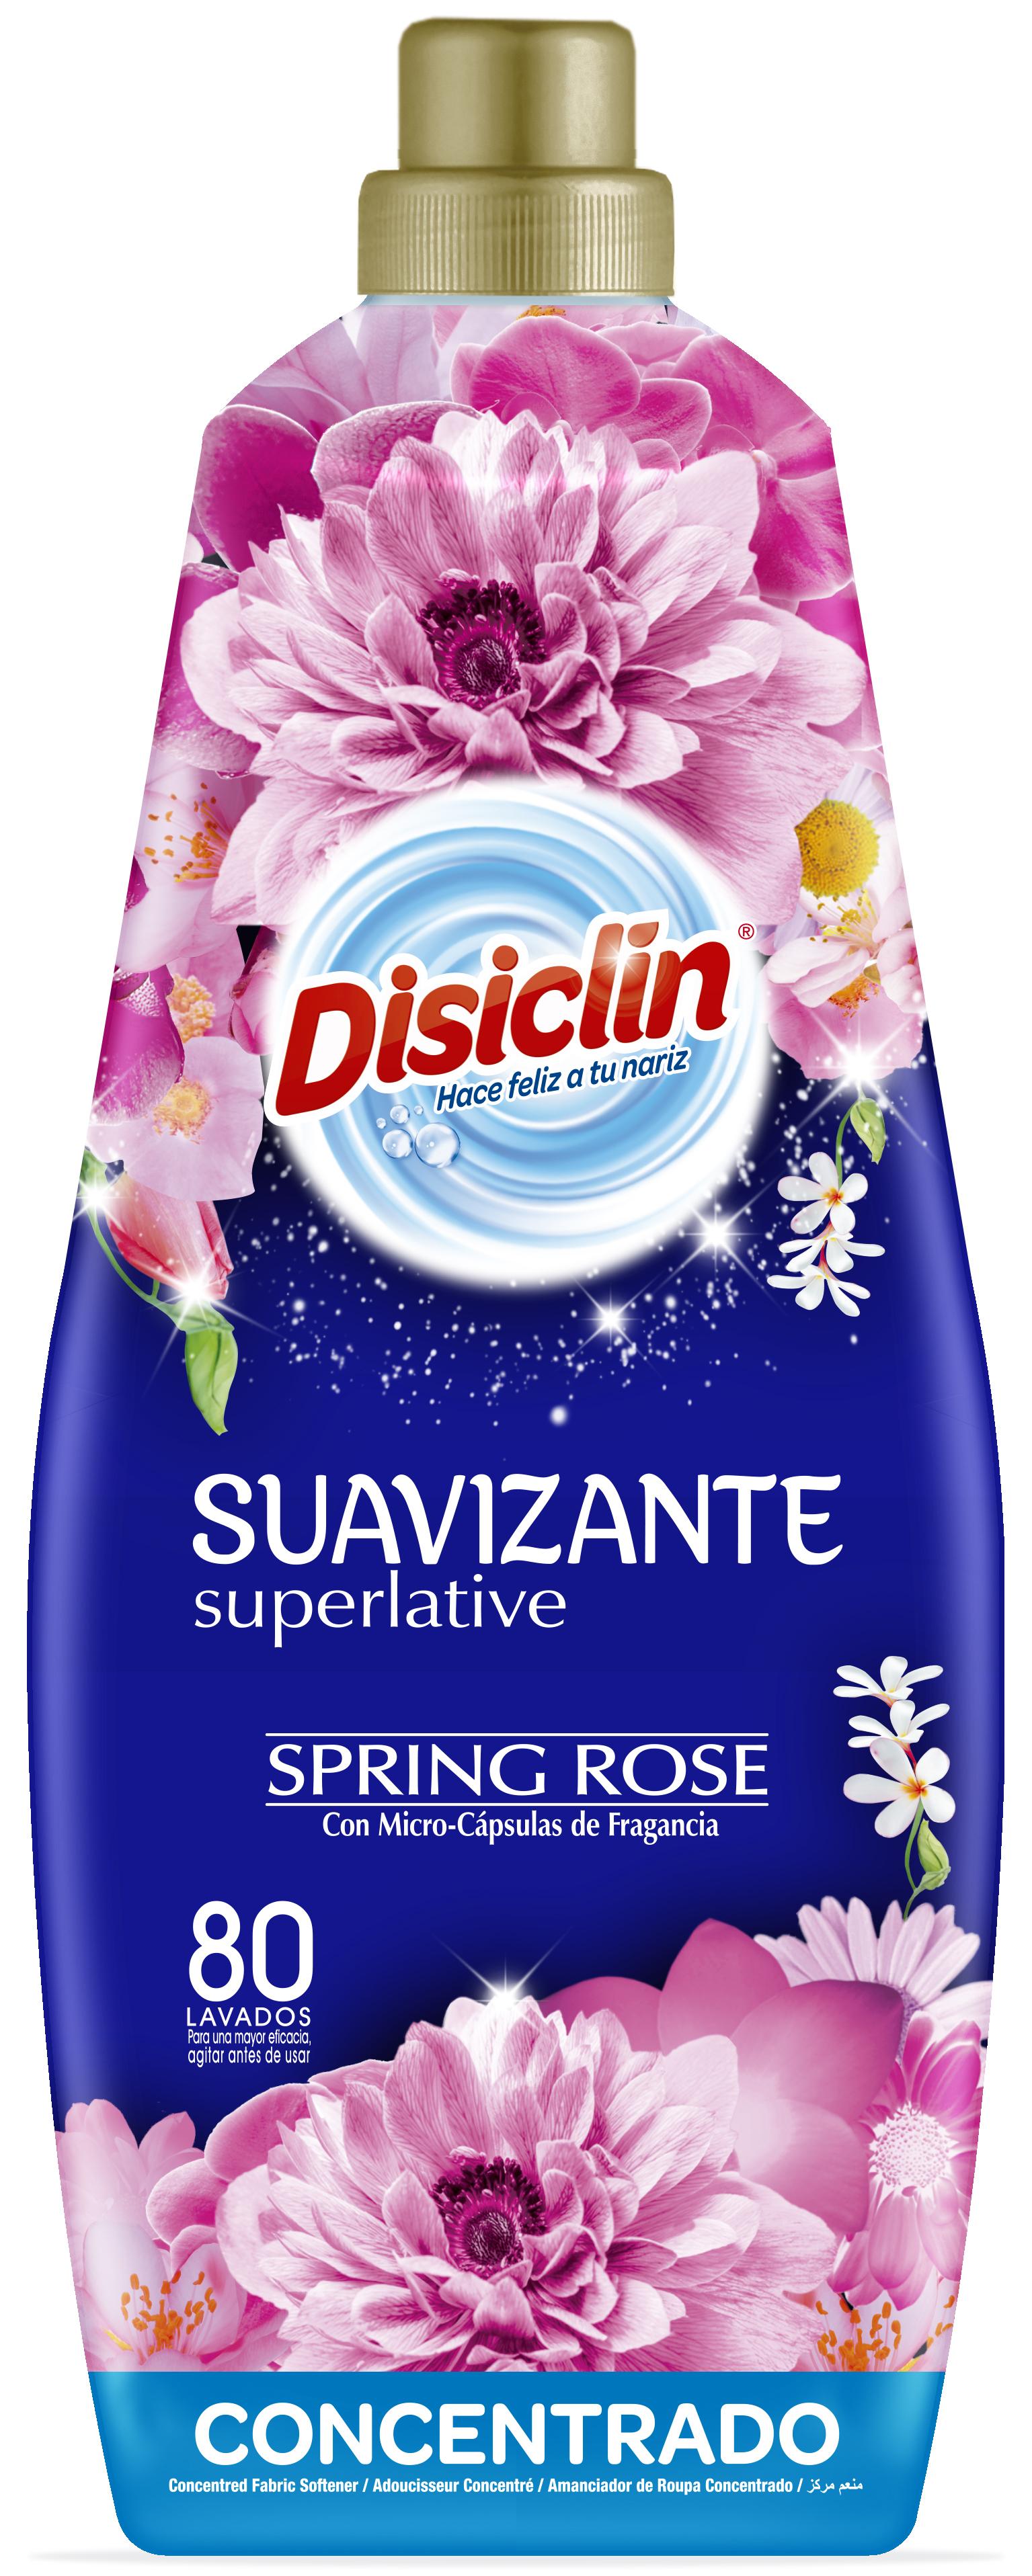 Disiclín®
Hace feliz a tu nariz
SUAVIZANTE
superlative
SPRING ROSE
Con Micro-Cápsulas de Fragancia
80
LAVADOS
Para una mayor eficacia,
agitar antes de usar
CONCENTRADO
Concentred Fabric Softener / Adoucisseur Concentré / Amanciador de Roupa Concentrado / منعم مركز